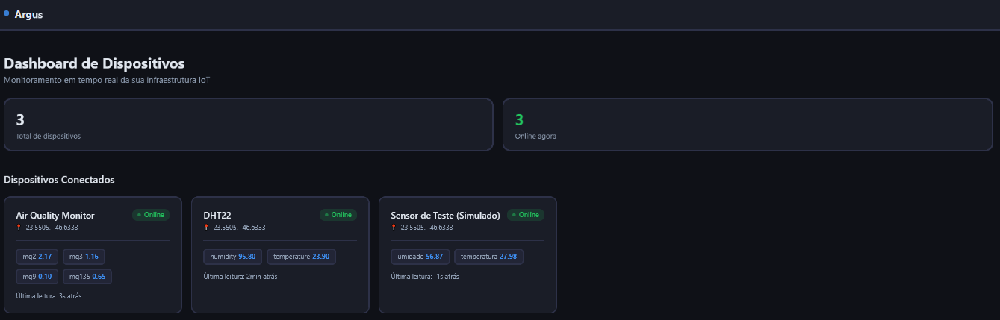 Argus
Dashboard de Dispositivos
Monitoramento em tempo real da sua infraestrutura IoT
3
Total de dispositivos
3
Online agora
Dispositivos Conectados
Air Quality Monitor
Online
-23.5505, -46.6333
mq2 2.17
mq3 1.16
mq9 0.10
mq135 0.65
Última leitura: 3s atrás
DHT22
Online
-23.5505, -46.6333
humidity 95.80
temperature 23.90
Última leitura: 2min atrás
Sensor de Teste (Simulado)
Online
-23.5505, -46.6333
umidade 56.87
temperatura 27.98
Última leitura: -1s atrás